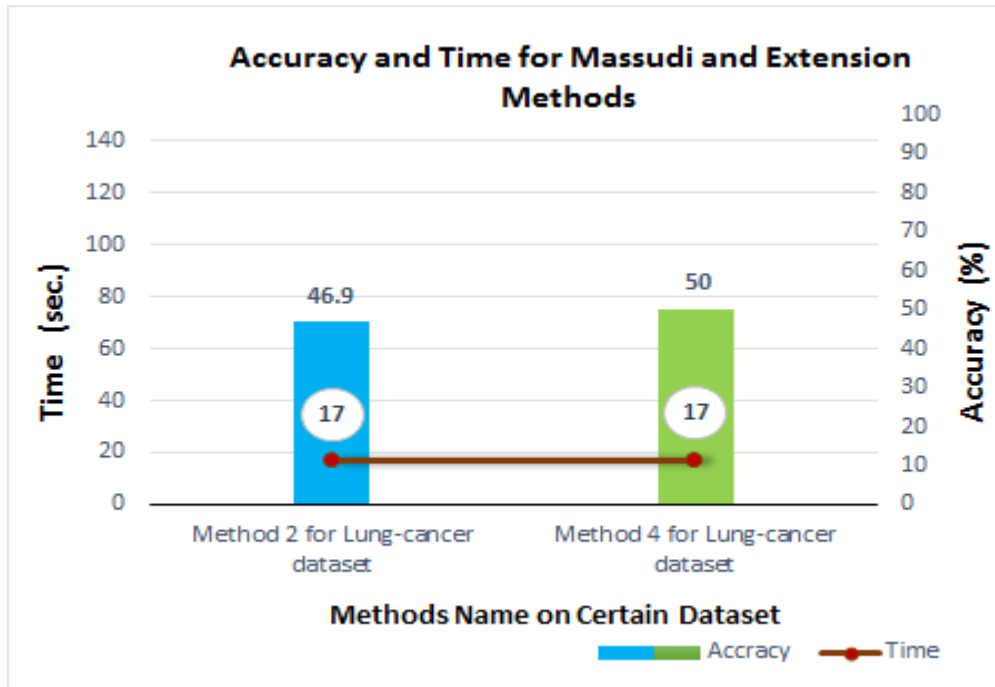 Accuracy and Time for Massudi and Extension
Methods
Time (sec.)
140
120
100
80
60
40
20
0
46.9
50
17
17
100
90
80
70
60
50
40
30
20
10
0
Accuracy (%)
Method 2 for Lung-cancer
dataset
Method 4 for Lung-cancer
dataset
Methods Name on Certain Dataset
Accracy
Time